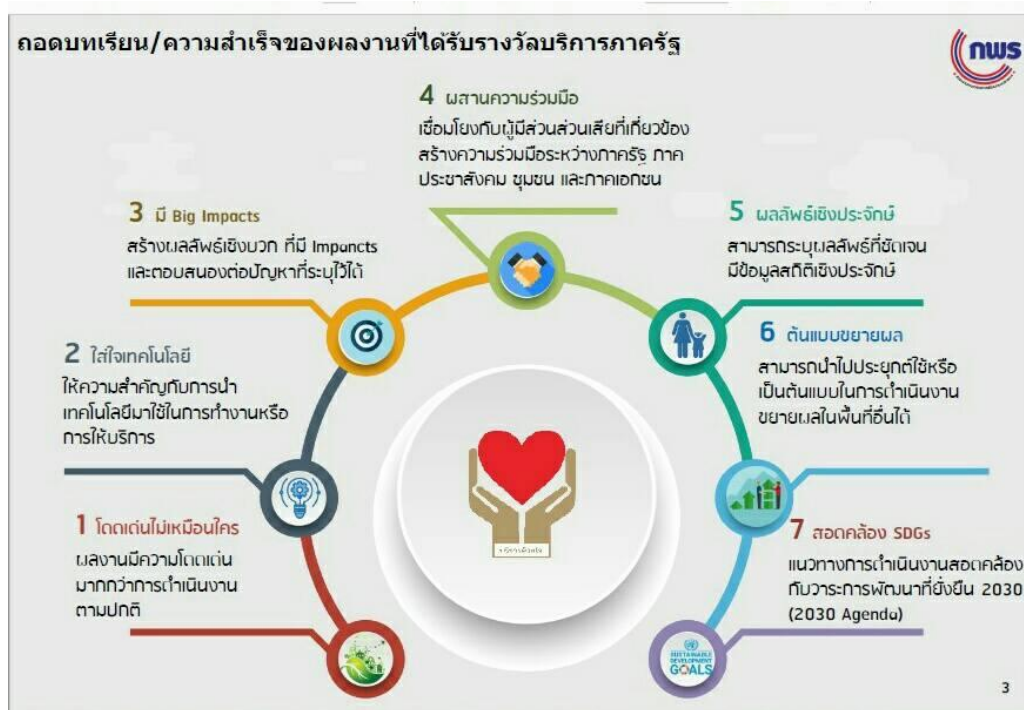 ถอดบทเรียน/ความสำเร็จของผลงานที่ได้รับรางวัลบริการภาครัฐ
กพร
4 ผสานความร่วมมือ
เชื่อมโยงกับผู้มีส่วนส่วนเสียที่เกี่ยวข้อง
สร้างความร่วมมือระหว่างภาครัฐ ภาค
ประชาสังคม ชุมชน และภาคเอกชน
3 มี Big Impacts
สร้างผลลัพธ์เชิงบวก ที่มี Impancts
และตอบสนองต่อปัญหาที่ระบุไว้ได้
5 ผลลัพธ์เชิงประจักษ์
สามารถระบุผลลัพธ์ที่ชัดเจน
มีข้อมูลสถิติเชิงประจักษ์
2 ใส่ใจเทคโนโลยี
ให้ความสำคัญกับการนำ
เทคโนโลยีมาใช้ในการทำงานหรือ
การให้บริการ
6 ต้นแบบขยายผล
สามารถนำไปประยุกต์ใช้หรือ
เป็นต้นแบบในการดำเนินงาน
ขยายผลในพื้นที่อื่นได้
1 โดดเด่นไม่เหมือนใคร
ผลงานมีความโดดเด่น
มากกว่าการดำเนินงาน
ตามปกติ
7 สอดคล้อง SDGs
แนวทางการดำเนินงานสอดคล้อง
กับวาระการพัฒนาที่ยั่งยืน 2030
(2030 Agenda)
SUSTAINABLE
DEVELOPMENT
GOALS
3